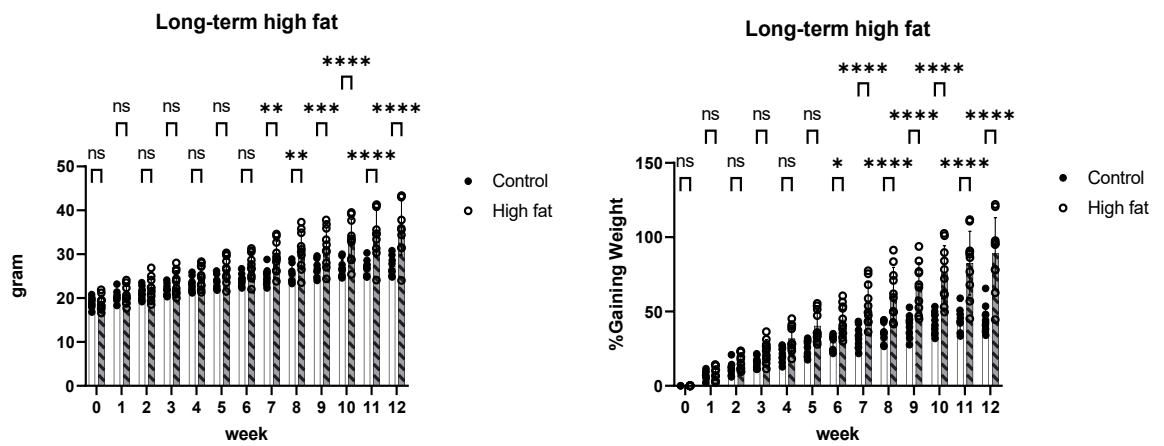 Long-term high fat
****
ns ns ns ** *** ****
ns ns ns ns ** ****
50
40
30
20
10
0
gram
0 1 2 3 4 5 6 7 8 9 10 11 12
week
Control
High fat
Long-term high fat
**** ****
ns ns ns **** ****
ns ns ns * **** ****
150
100
50
0
%Gaining Weight
0 1 2 3 4 5 6 7 8 9 10 11 12
week
Control
High fat